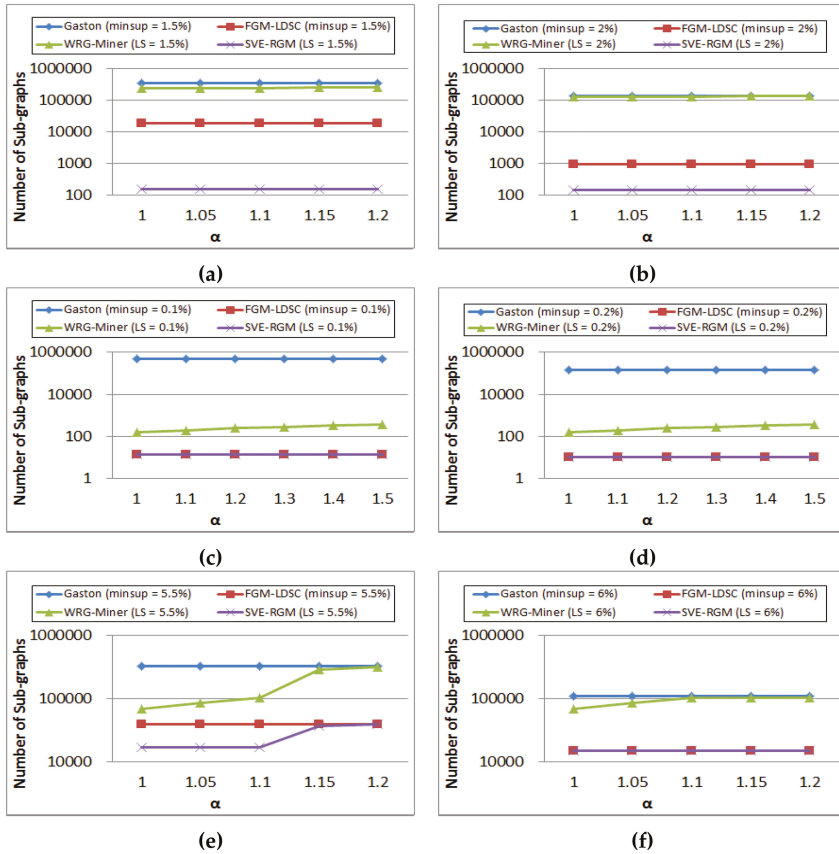 Gaston (minsup = 1.5%) FGM-LDSC (minsup = 1.5%)
WRG-Miner (LS = 1.5%) SVE-RGM (LS = 1.5%)
Number of Sub-graphs
1000000
100000
10000
1000
100
1 1.05 1.1 1.15 1.2
α
(a)
Gaston (minsup = 2%) FGM-LDSC (minsup = 2%)
WRG-Miner (LS = 2%) SVE-RGM (LS = 2%)
Number of Sub-graphs
1000000
100000
10000
1000
100
1 1.05 1.1 1.15 1.2
α
(b)
Gaston (minsup = 0.1%) FGM-LDSC (minsup = 0.1%)
WRG-Miner (LS = 0.1%) SVE-RGM (LS = 0.1%)
Number of Sub-graphs
1000000
10000
100
1
1 1.1 1.2 1.3 1.4 1.5
α
(c)
Gaston (minsup = 0.2%) FGM-LDSC (minsup = 0.2%)
WRG-Miner (LS = 0.2%) SVE-RGM (LS = 0.2%)
Number of Sub-graphs
1000000
10000
100
1
1 1.1 1.2 1.3 1.4 1.5
α
(d)
Gaston (minsup = 5.5%) FGM-LDSC (minsup = 5.5%)
WRG-Miner (LS = 5.5%) SVE-RGM (LS = 5.5%)
Number of Sub-graphs
1000000
100000
10000
1 1.05 1.1 1.15 1.2
α
(e)
Gaston (minsup = 6%) FGM-LDSC (minsup = 6%)
WRG-Miner (LS = 6%) SVE-RGM (LS = 6%)
Number of Sub-graphs
1000000
100000
10000
1 1.05 1.1 1.15 1.2
α
(f)